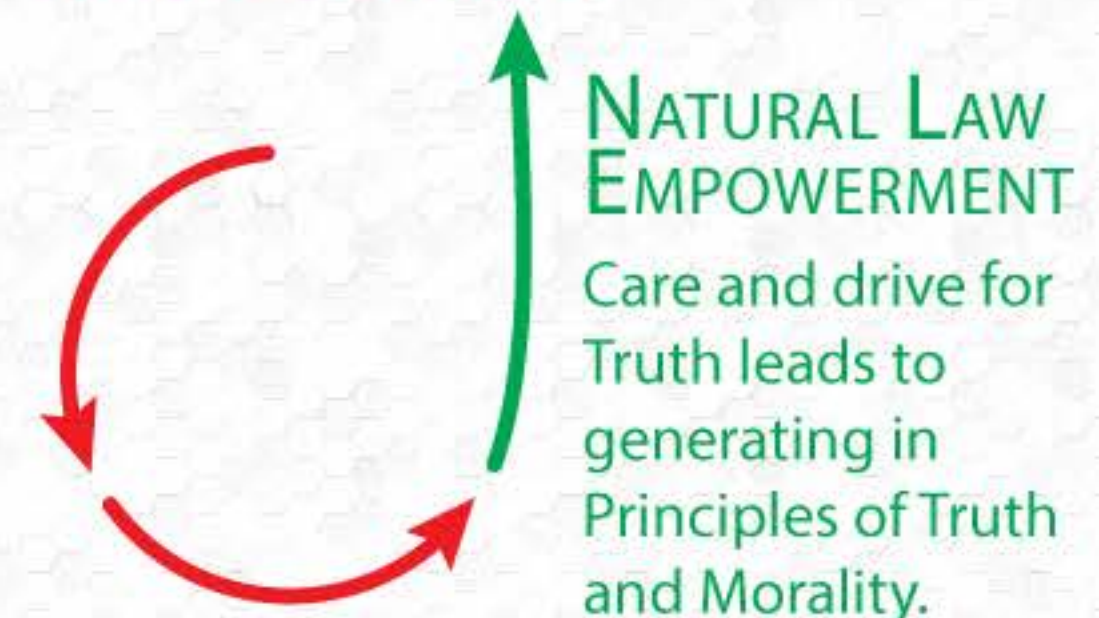 NATURAL LAW
EMPOWERMENT
Care and drive for
Truth leads to
generating in
Principles of Truth
and Morality.